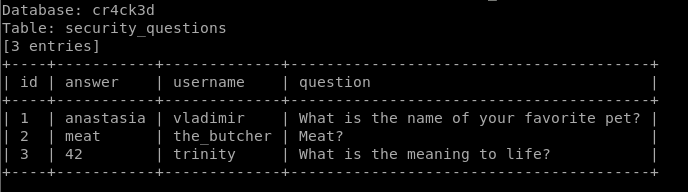 Database: cr4ck3d
Table: security_questions
[3 entries]
+----+-----------+-------------+-----------------------------------------+
| id | answer    | username    | question                                |
+----+-----------+-------------+-----------------------------------------+
| 1  | anastasia | vladimir    | What is the name of your favorite pet? |
| 2  | meat      | the_butcher | Meat?                                   |
| 3  | 42        | trinity     | What is the meaning to life?            |
+----+-----------+-------------+-----------------------------------------+